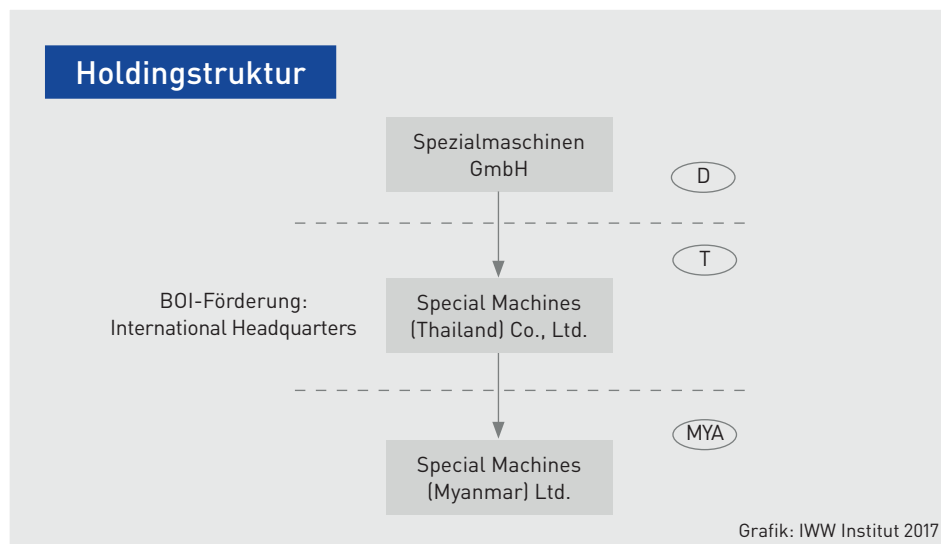 Holdingstruktur
Spezialmaschinen
GmbH
D
T
BOI-Förderung:
International Headquarters
Special Machines
(Thailand) Co., Ltd.
MYA
Special Machines
(Myanmar) Ltd.
Grafik: IWW Institut 2017